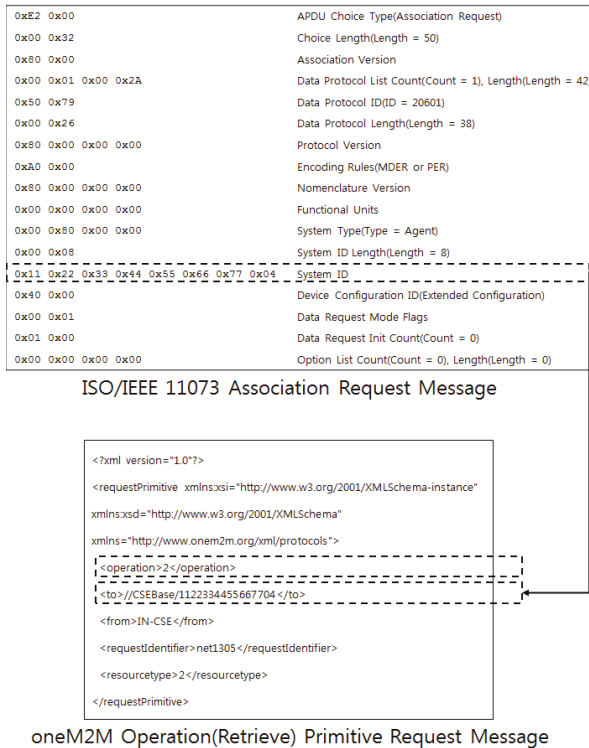 0xE2 0x00 APDU Choice Type(Association Request)
0x00 0x32 Choice Length(Length = 50)
0x80 0x00 Association Version
0x00 0x01 0x00 0x2A Data Protocol List Count(Count = 1), Length(Length = 42)
0x50 0x79 Data Protocol ID(ID = 20601)
0x00 0x26 Data Protocol Length(Length = 38)
0x80 0x00 0x00 0x00 Protocol Version
0xA0 0x00 Encoding Rules(MDER or PER)
0x80 0x00 0x00 0x00 Nomenclature Version
0x00 0x00 0x00 0x00 Functional Units
0x00 0x80 0x00 0x00 System Type(Type = Agent)
0x00 0x08 System ID Length(Length = 8)
0x11 0x22 0x33 0x44 0x55 0x66 0x77 0x04 System ID
0x40 0x00 Device Configuration ID(Extended Configuration)
0x00 0x01 Data Request Mode Flags
0x01 0x00 Data Request Init Count(Count = 0)
0x00 0x00 0x00 0x00 Option List Count(Count = 0), Length(Length = 0)
ISO/IEEE 11073 Association Request Message
<?xml version="1.0"?>
<requestPrimitive xmlns:xsi="http://www.w3.org/2001/XMLSchema-instance"
xmlns:xsd="http://www.w3.org/2001/XMLSchema"
xmlns="http://www.onem2m.org/xml/protocols">
<operation>2</operation>
<to>//CSEBase/1122334455667704</to>
<from>IN-CSE</from>
<requestIdentifier>net1305</requestIdentifier>
<resourcetype>2</resourcetype>
</requestPrimitive>
oneM2M Operation(Retrieve) Primitive Request Message